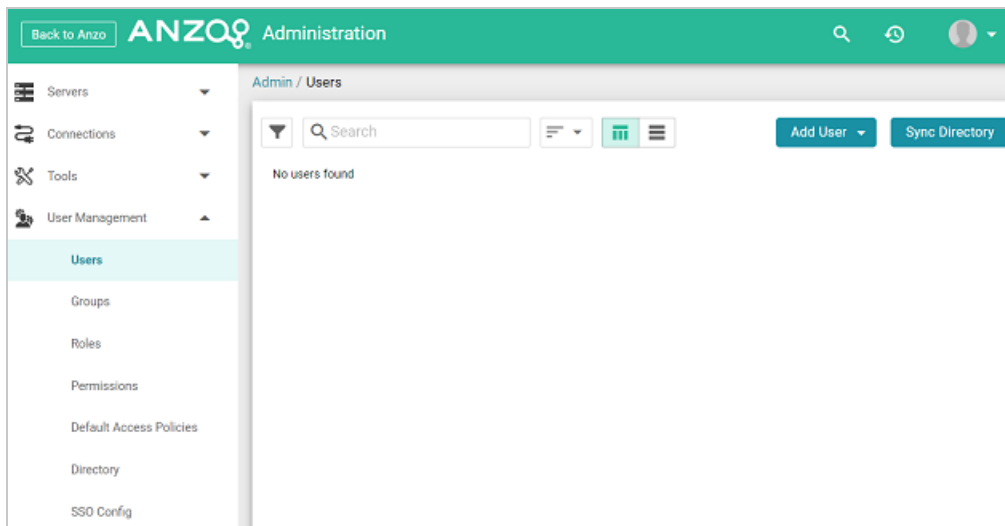 Back to Anzo ANZO Administration
Admin / Users
Servers
Connections
Tools
User Management
Users
Groups
Roles
Permissions
Default Access Policies
Directory
SSO Config
Search
Add User
Sync Directory
No users found